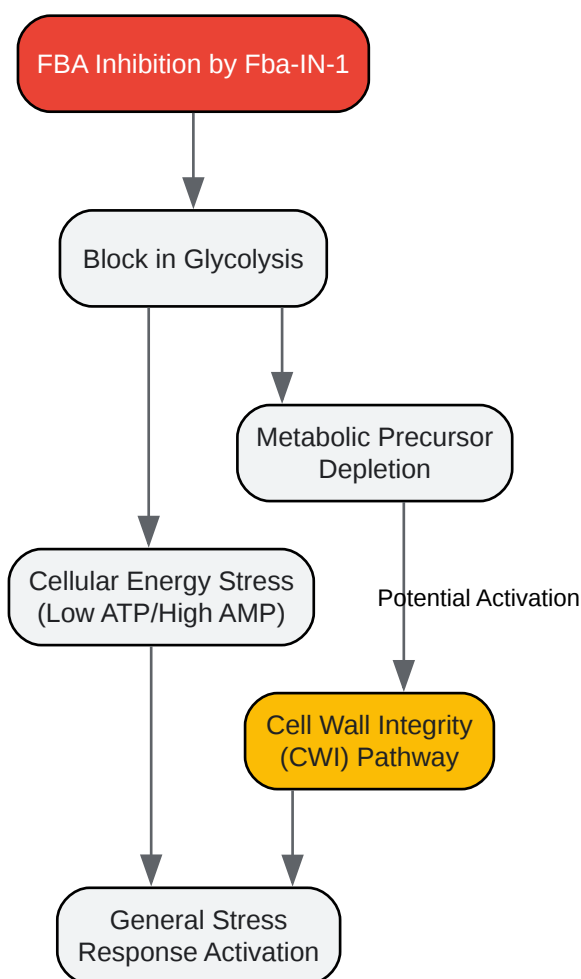 FBA Inhibition by Fba-IN-1
Block in Glycolysis
Metabolic Precursor
Depletion
Cellular Energy Stress
(Low ATP/High AMP)
Potential Activation
Cell Wall Integrity
(CWI) Pathway
General Stress
Response Activation